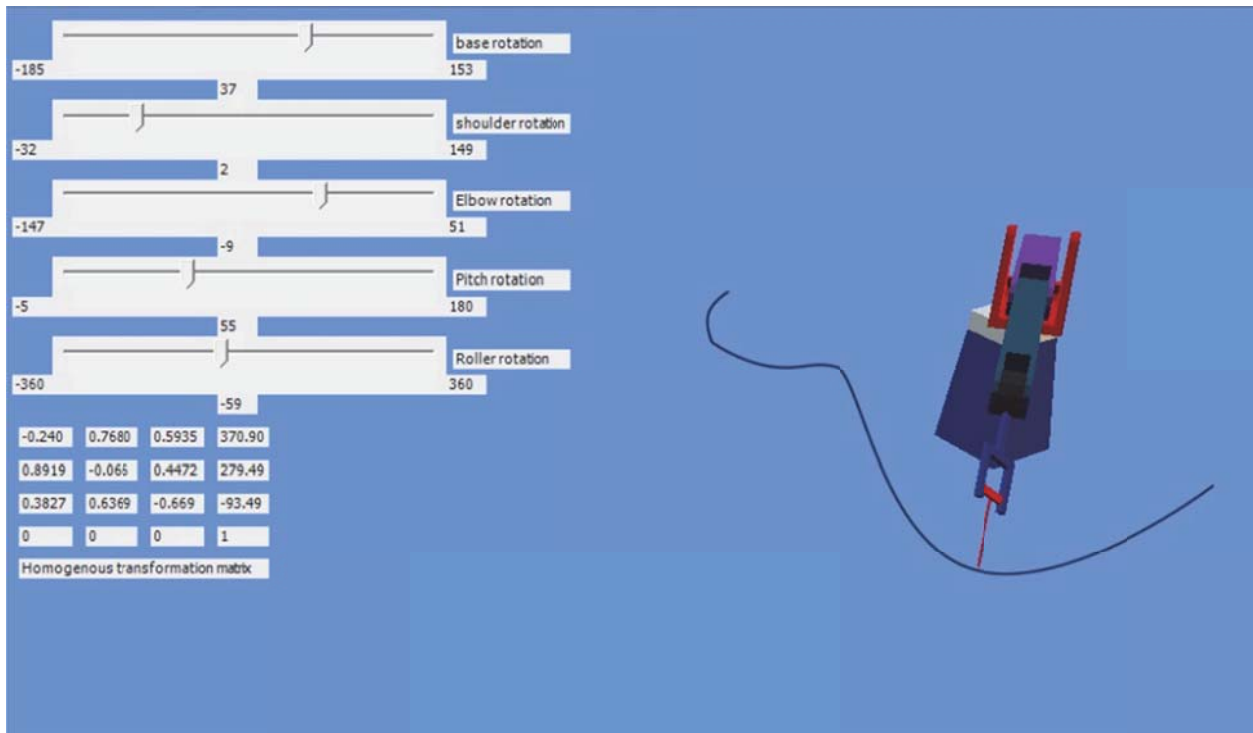 base rotation
-185 153
37
shoulder rotation
-32 149
2
Elbow rotation
-147 51
-9
Pitch rotation
-5 180
55
Roller rotation
-360 360
-59
-0.240 0.7680 0.5935 370.90
0.8919 -0.065 0.4472 279.49
0.3827 0.6369 -0.669 -93.49
0 0 0 1
Homogenous transformation matrix